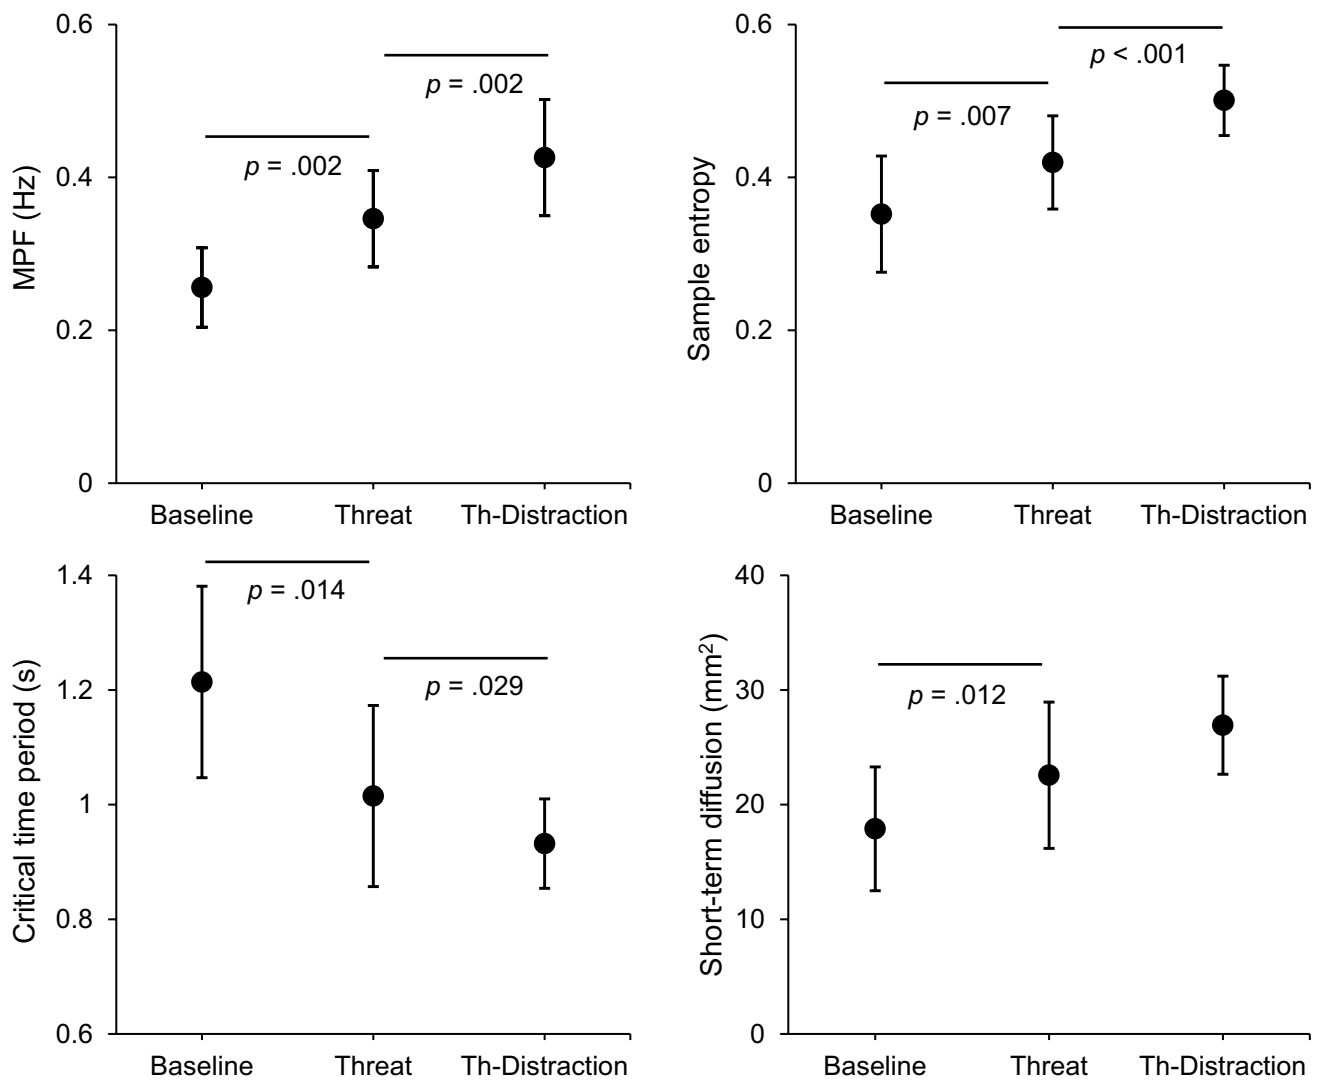 MPF (Hz)
0.6
0.4
0.2
0
p = .002
p = .002
Baseline
Threat
Th-Distraction
Sample entropy
0.6
0.4
0.2
0
p = .007
p < .001
Baseline
Threat
Th-Distraction
Critical time period (s)
1.4
1.2
1
0.8
0.6
p = .014
p = .029
Baseline
Threat
Th-Distraction
Short-term diffusion (mm²)
40
30
20
10
0
p = .012
Baseline
Threat
Th-Distraction